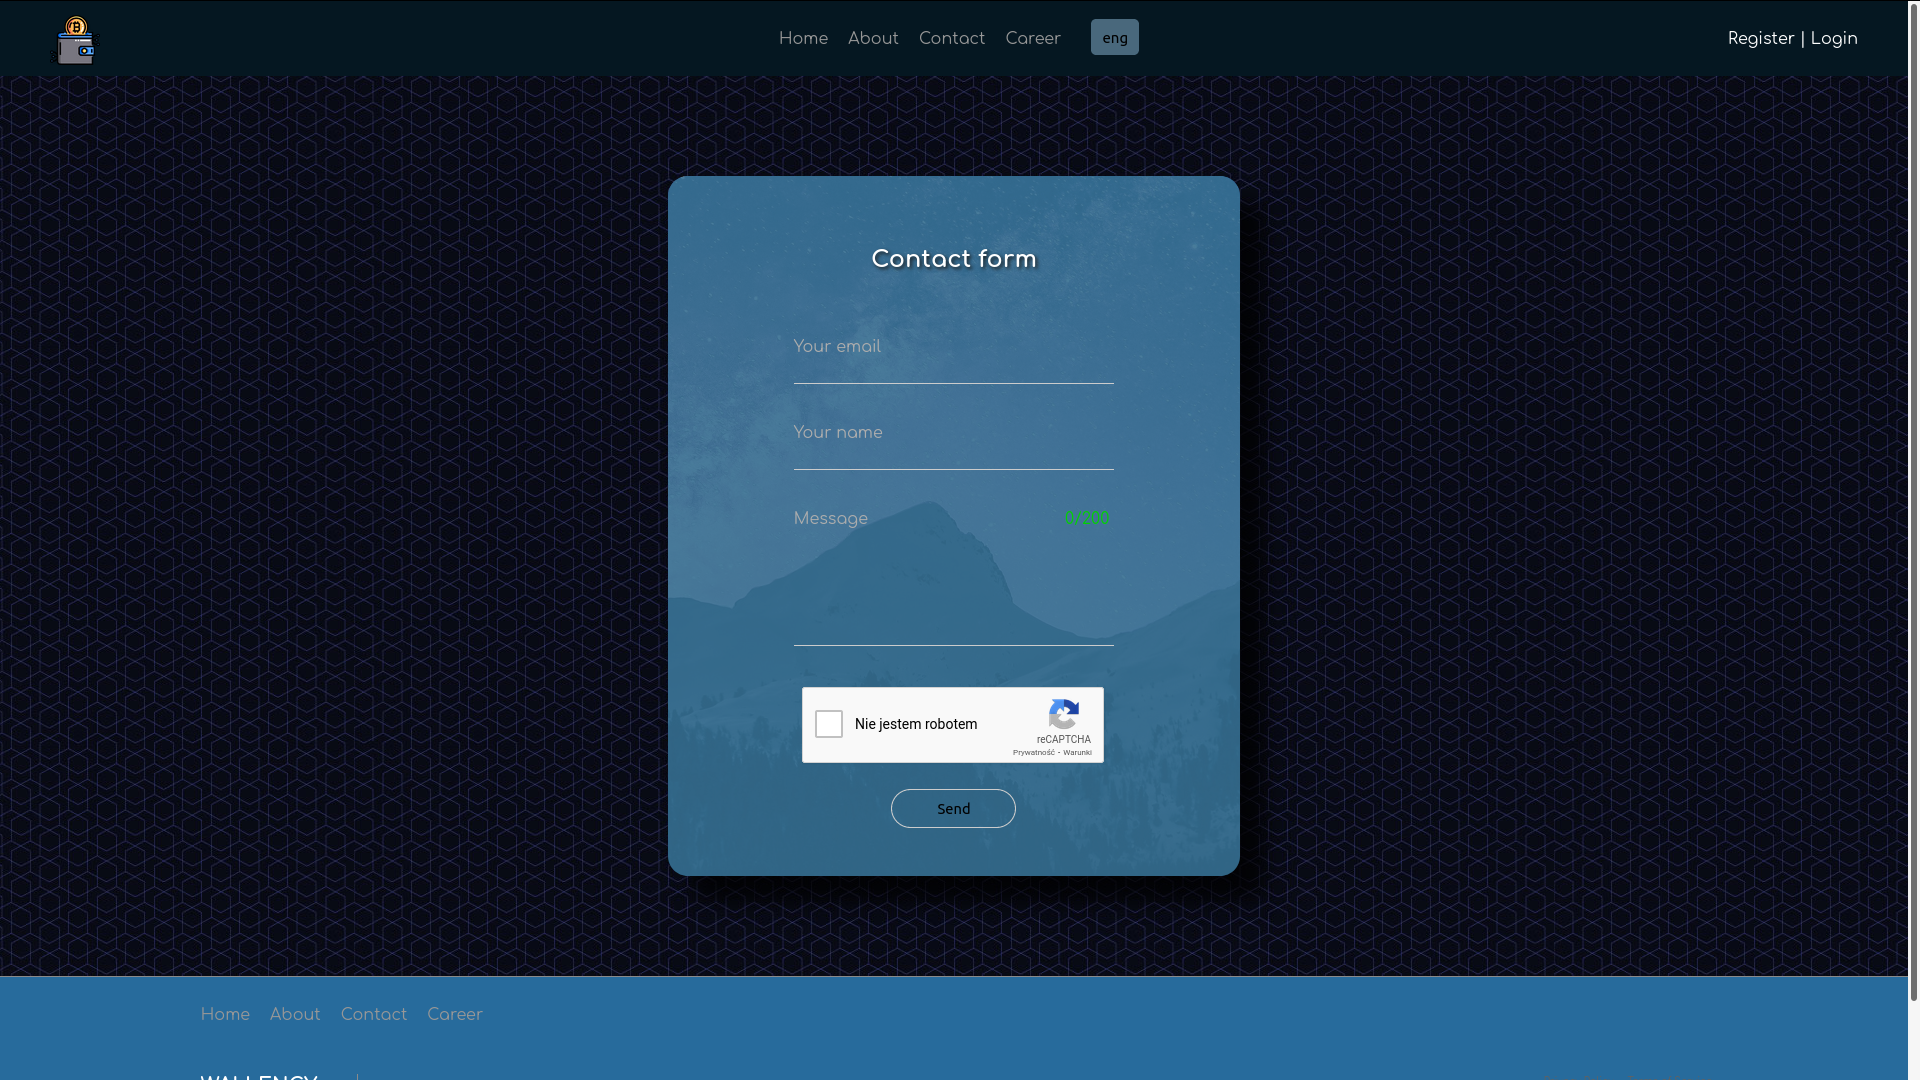 Home About Contact Career eng Register | Login
Contact form
Your email
Your name
Message 0/200
Nie jestem robotem
reCAPTCHA
Prywatność - Warunki
Send
Home About Contact Career
WALLENCY